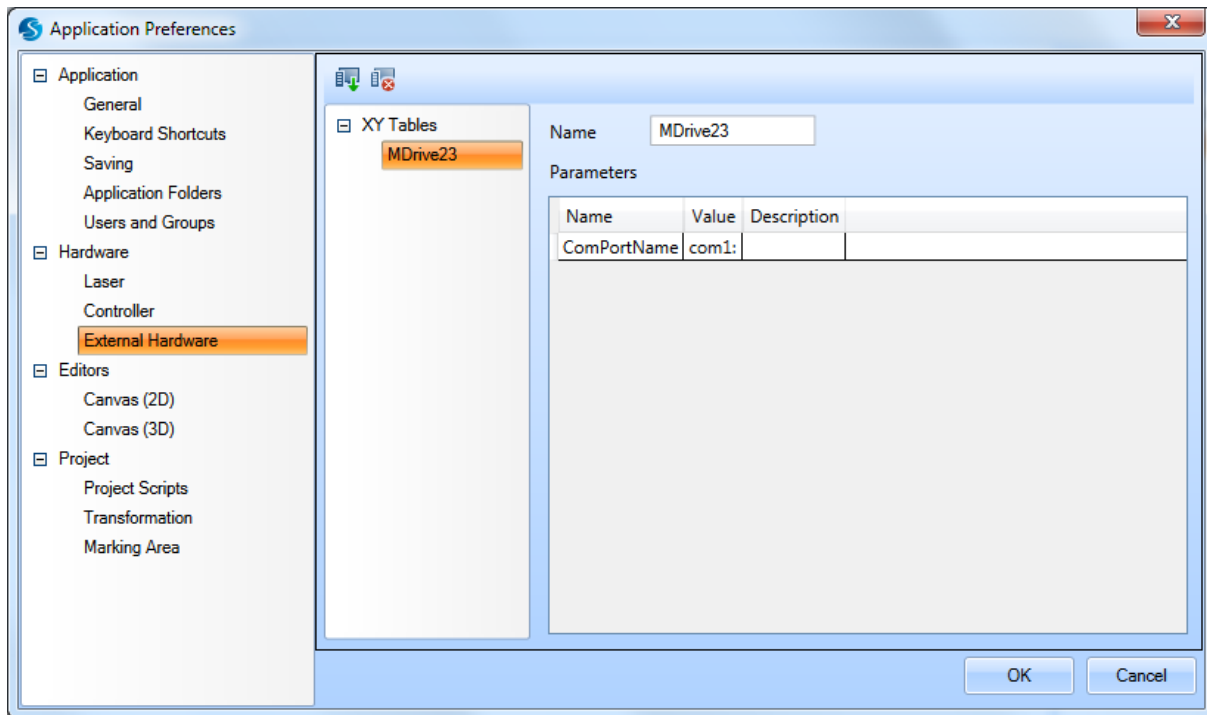 Application Preferences
Application
General
Keyboard Shortcuts
Saving
Application Folders
Users and Groups
Hardware
Laser
Controller
External Hardware
Editors
Canvas (2D)
Canvas (3D)
Project
Project Scripts
Transformation
Marking Area
XY Tables
MDrive23
Name MDrive23
Parameters
Name Value Description
ComPortName com1:
OK Cancel